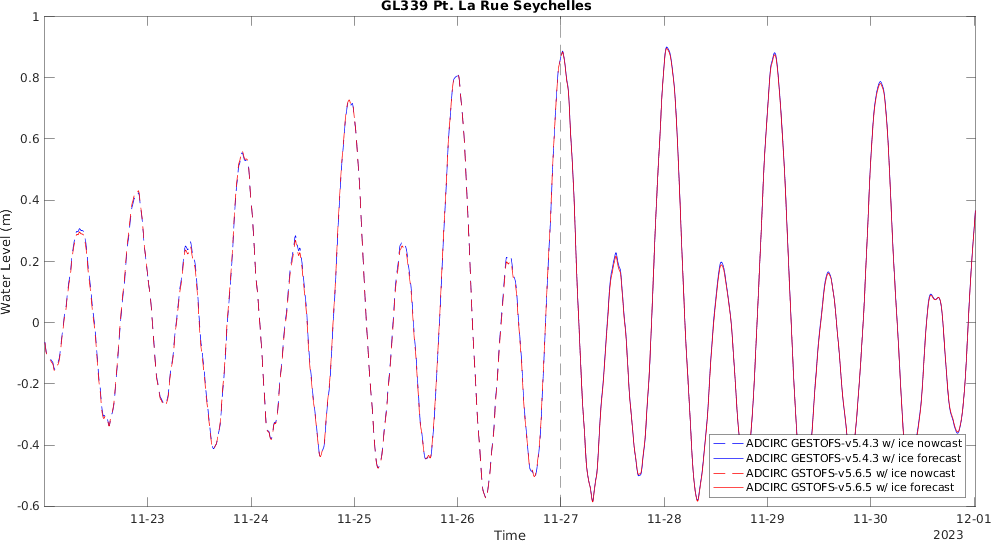 GL339 Pt. La Rue Seychelles
1
0.8
0.6
0.4
0.2
0
-0.2
-0.4
-0.6
Water Level (m)
ADCIRC GESTOFS-v5.4.3 w/ ice nowcast
ADCIRC GESTOFS-v5.4.3 w/ ice forecast
ADCIRC GSTOFS-v5.6.5 w/ ice nowcast
ADCIRC GSTOFS-v5.6.5 w/ ice forecast
11-23 11-24 11-25 11-26 11-27 11-28 11-29 11-30 12-01
Time
2023